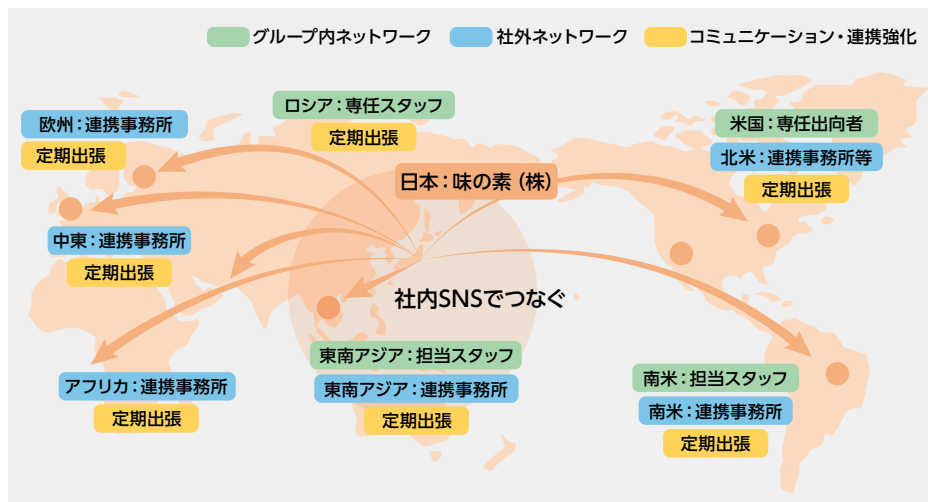 グループ内ネットワーク 社外ネットワーク コミュニケーション・連携強化
欧州:連携事務所
定期出張
ロシア:専任スタッフ
定期出張
米国:専任出向者
北米:連携事務所等
定期出張
日本:味の素(株)
中東:連携事務所
定期出張
社内SNSでつなぐ
アフリカ:連携事務所
定期出張
東南アジア:担当スタッフ
東南アジア:連携事務所
定期出張
南米:担当スタッフ
南米:連携事務所
定期出張